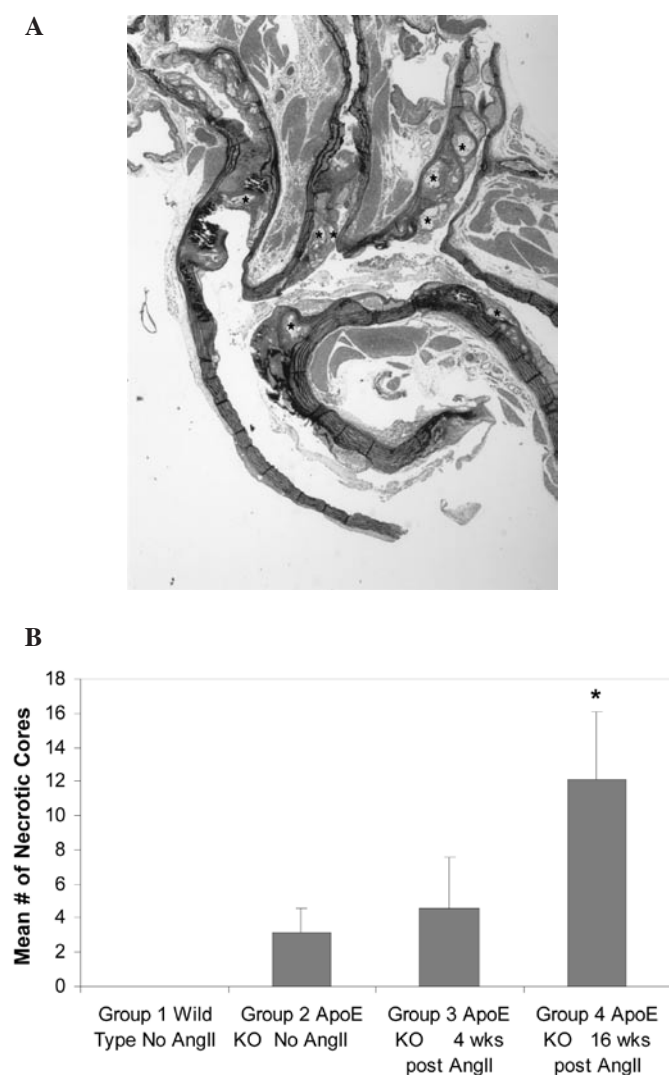 A
B
18
16
14
12
10
8
6
4
2
0
Mean # of Necrotic Cores
*
Group 1 Wild
Type No AngII
Group 2 ApoE
KO No AngII
Group 3 ApoE
KO 4 wks
post AngII
Group 4 ApoE
KO 16 wks
post AngII